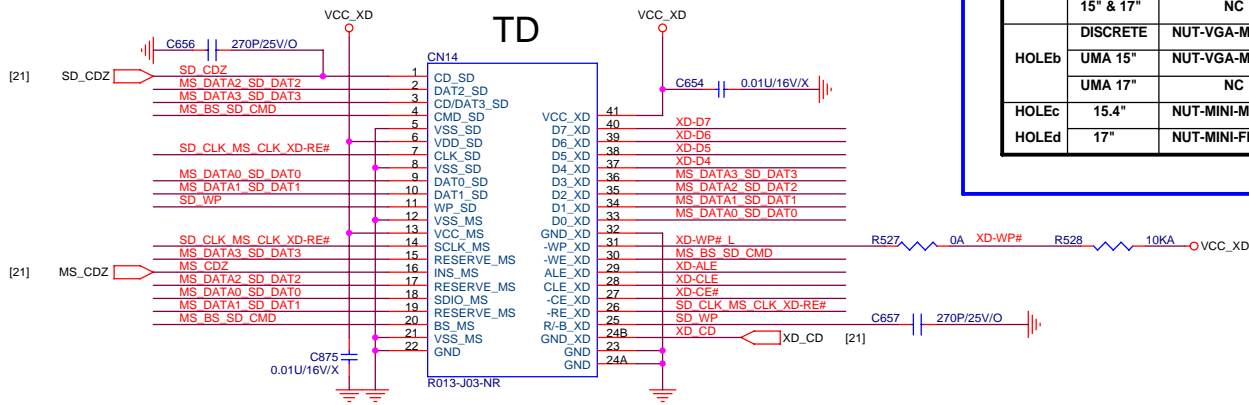 VCC_XD
TD
VCC_XD
C656 270P/25V/O
CN14
[21] SD_CDZ
SD_CDZ 1 CD_SD
MS_DATA2_SD_DAT2 2 DAT2_SD
MS_DATA3_SD_DAT3 3 CD/DAT3_SD
MS_BS_SD_CMD 4 CMD_SD
5 VSS_SD
6 VDD_SD
SD_CLK_MS_CLK_XD-RE# 7 CLK_SD
8 VSS_SD
MS_DATA0_SD_DAT0 9 DAT0_SD
MS_DATA1_SD_DAT1 10 DAT1_SD
SD_WP 11 WP_SD
12 VSS_MS
13 VCC_MS
SD_CLK_MS_CLK_XD-RE# 14 SCLK_MS
MS_DATA3_SD_DAT3 15 RESERVE_MS
[21] MS_CDZ
MS_CDZ 16 INS_MS
MS_DATA2_SD_DAT2 17 RESERVE_MS
MS_DATA0_SD_DAT0 18 SDIO_MS
MS_DATA1_SD_DAT1 19 RESERVE_MS
MS_BS_SD_CMD 20 BS_MS
21 VSS_MS
22 GND
C875
0.01U/16V/X
R013-J03-NR
C654 0.01U/16V/X
VCC_XD 41
D7_XD 40 XD-D7
D6_XD 39 XD-D6
D5_XD 38 XD-D5
D4_XD 37 XD-D4
D3_XD 36 MS_DATA3_SD_DAT3
D2_XD 35 MS_DATA2_SD_DAT2
D1_XD 34 MS_DATA1_SD_DAT1
D0_XD 33 MS_DATA0_SD_DAT0
GND_XD 32
-WP_XD 31 XD-WP#_L
R527 0A XD-WP# R528 10KA VCC_XD
-WE_XD 30 MS_BS_SD_CMD
ALE_XD 29 XD-ALE
CLE_XD 28 XD-CLE
-CE_XD 27 XD-CE#
-RE_XD 26 SD_CLK_MS_CLK_XD-RE#
R/-B_XD 25 SD_WP
C657 270P/25V/O
GND_XD 24B XD_CD
XD_CD [21]
GND 23
GND 24A
15" & 17" NC
DISCRETE NUT-VGA-M
HOLEb UMA 15" NUT-VGA-M
UMA 17" NC
HOLEc 15.4" NUT-MINI-M
HOLEd 17" NUT-MINI-F